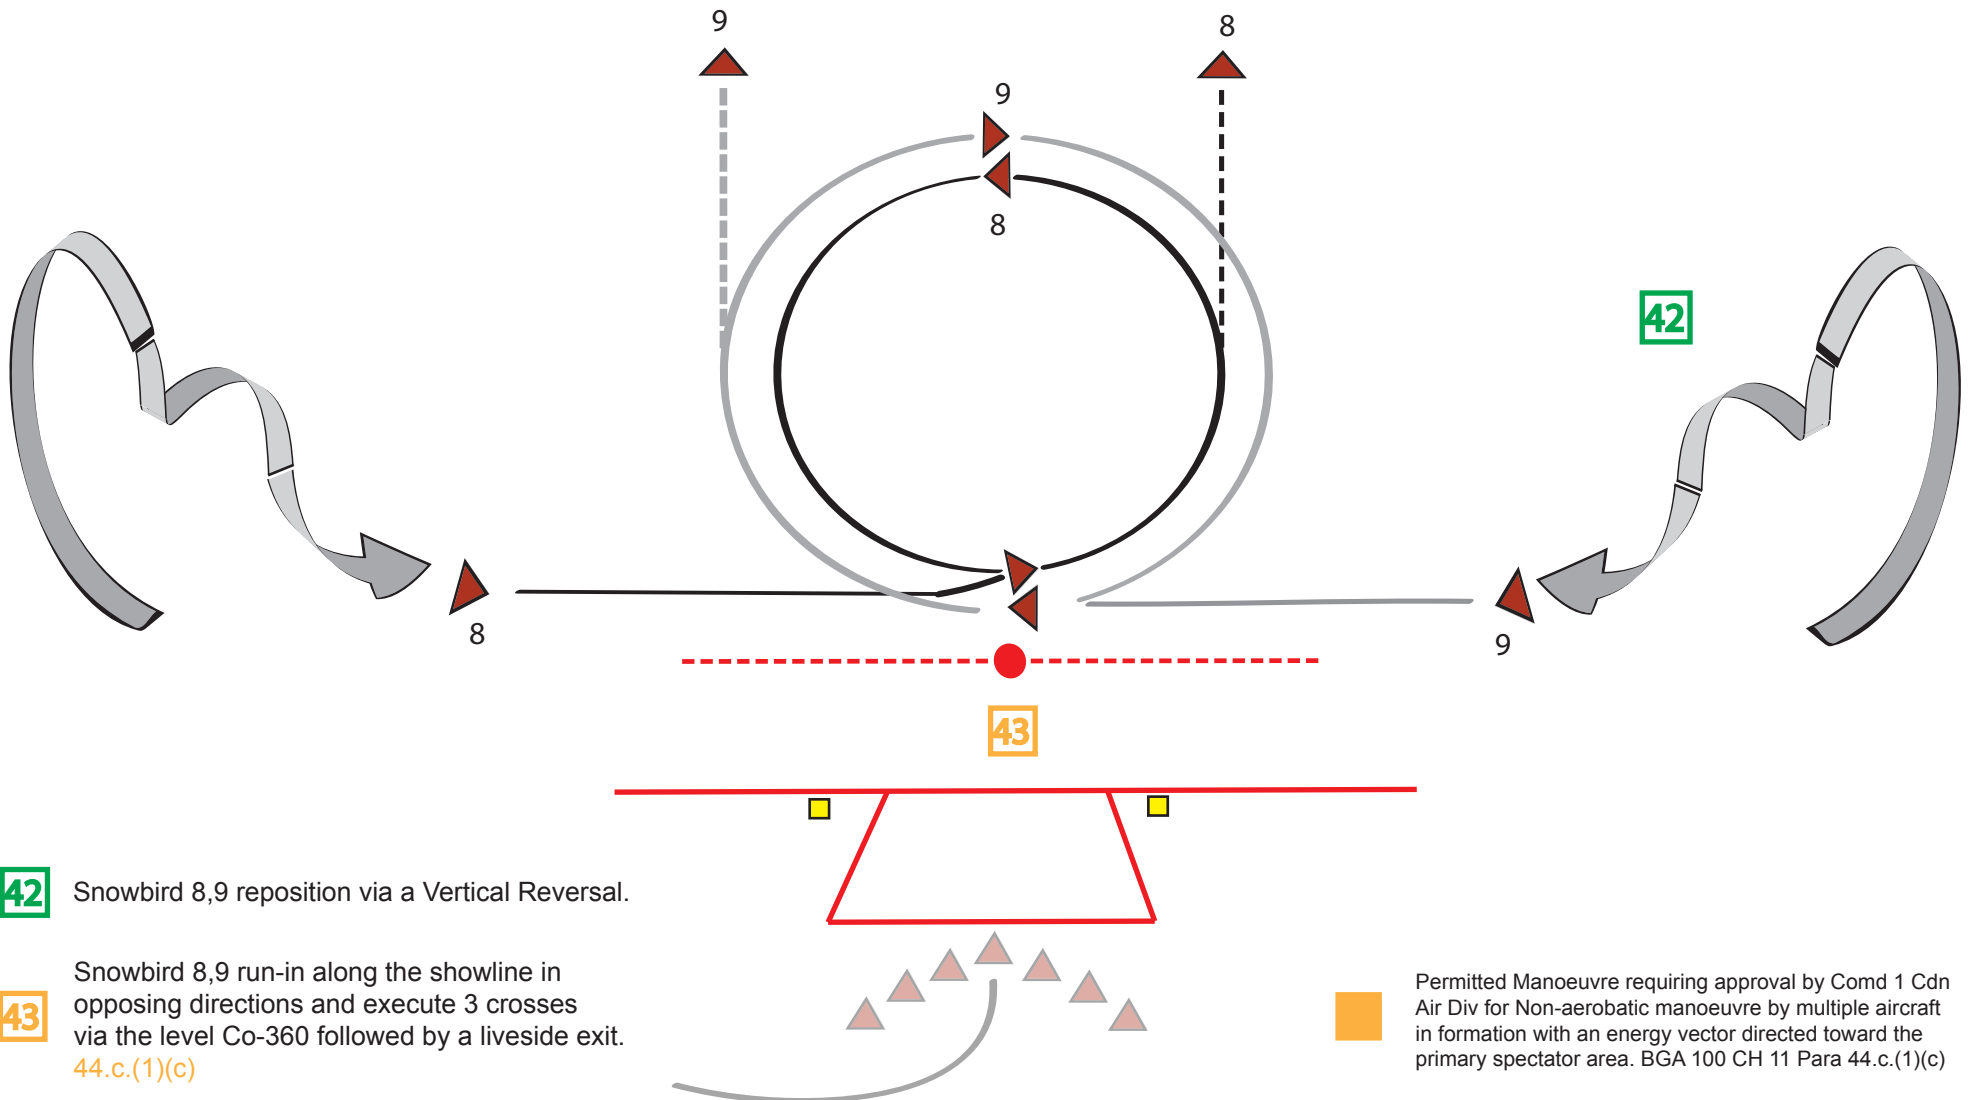 9
8
9
8
42
8
9
43
42
Snowbird 8,9 reposition via a Vertical Reversal.
43
Snowbird 8,9 run-in along the showline in
opposing directions and execute 3 crosses
via the level Co-360 followed by a liveside exit.
44.c.(1)(c)
Permitted Manoeuvre requiring approval by Comd 1 Cdn
Air Div for Non-aerobatic manoeuvre by multiple aircraft
in formation with an energy vector directed toward the
primary spectator area. BGA 100 CH 11 Para 44.c.(1)(c)